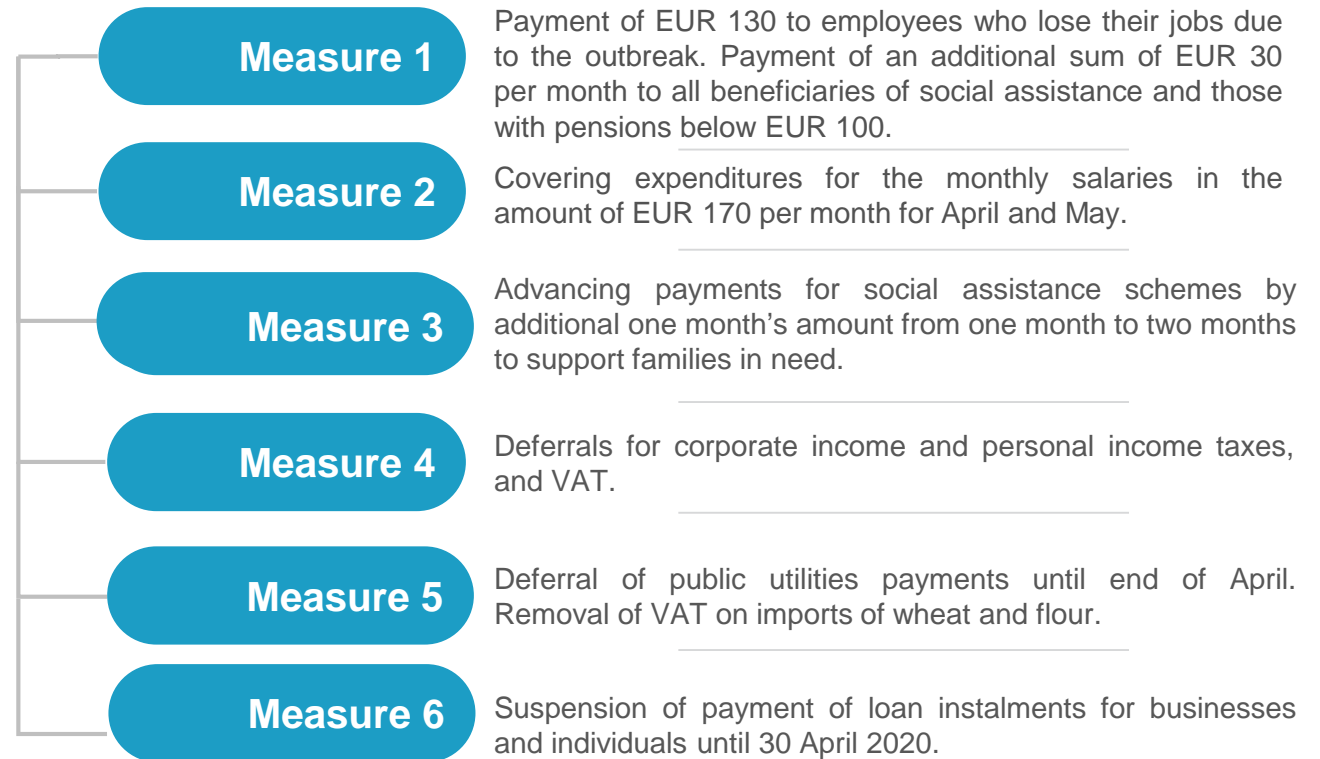 Measure 1
Payment of EUR 130 to employees who lose their jobs due
to the outbreak. Payment of an additional sum of EUR 30
per month to all beneficiaries of social assistance and those
with pensions below EUR 100.
Measure 2
Covering expenditures for the monthly salaries in the
amount of EUR 170 per month for April and May.
Measure 3
Advancing payments for social assistance schemes by
additional one month’s amount from one month to two months
to support families in need.
Measure 4
Deferrals for corporate income and personal income taxes,
and VAT.
Measure 5
Deferral of public utilities payments until end of April.
Removal of VAT on imports of wheat and flour.
Measure 6
Suspension of payment of loan instalments for businesses
and individuals until 30 April 2020.